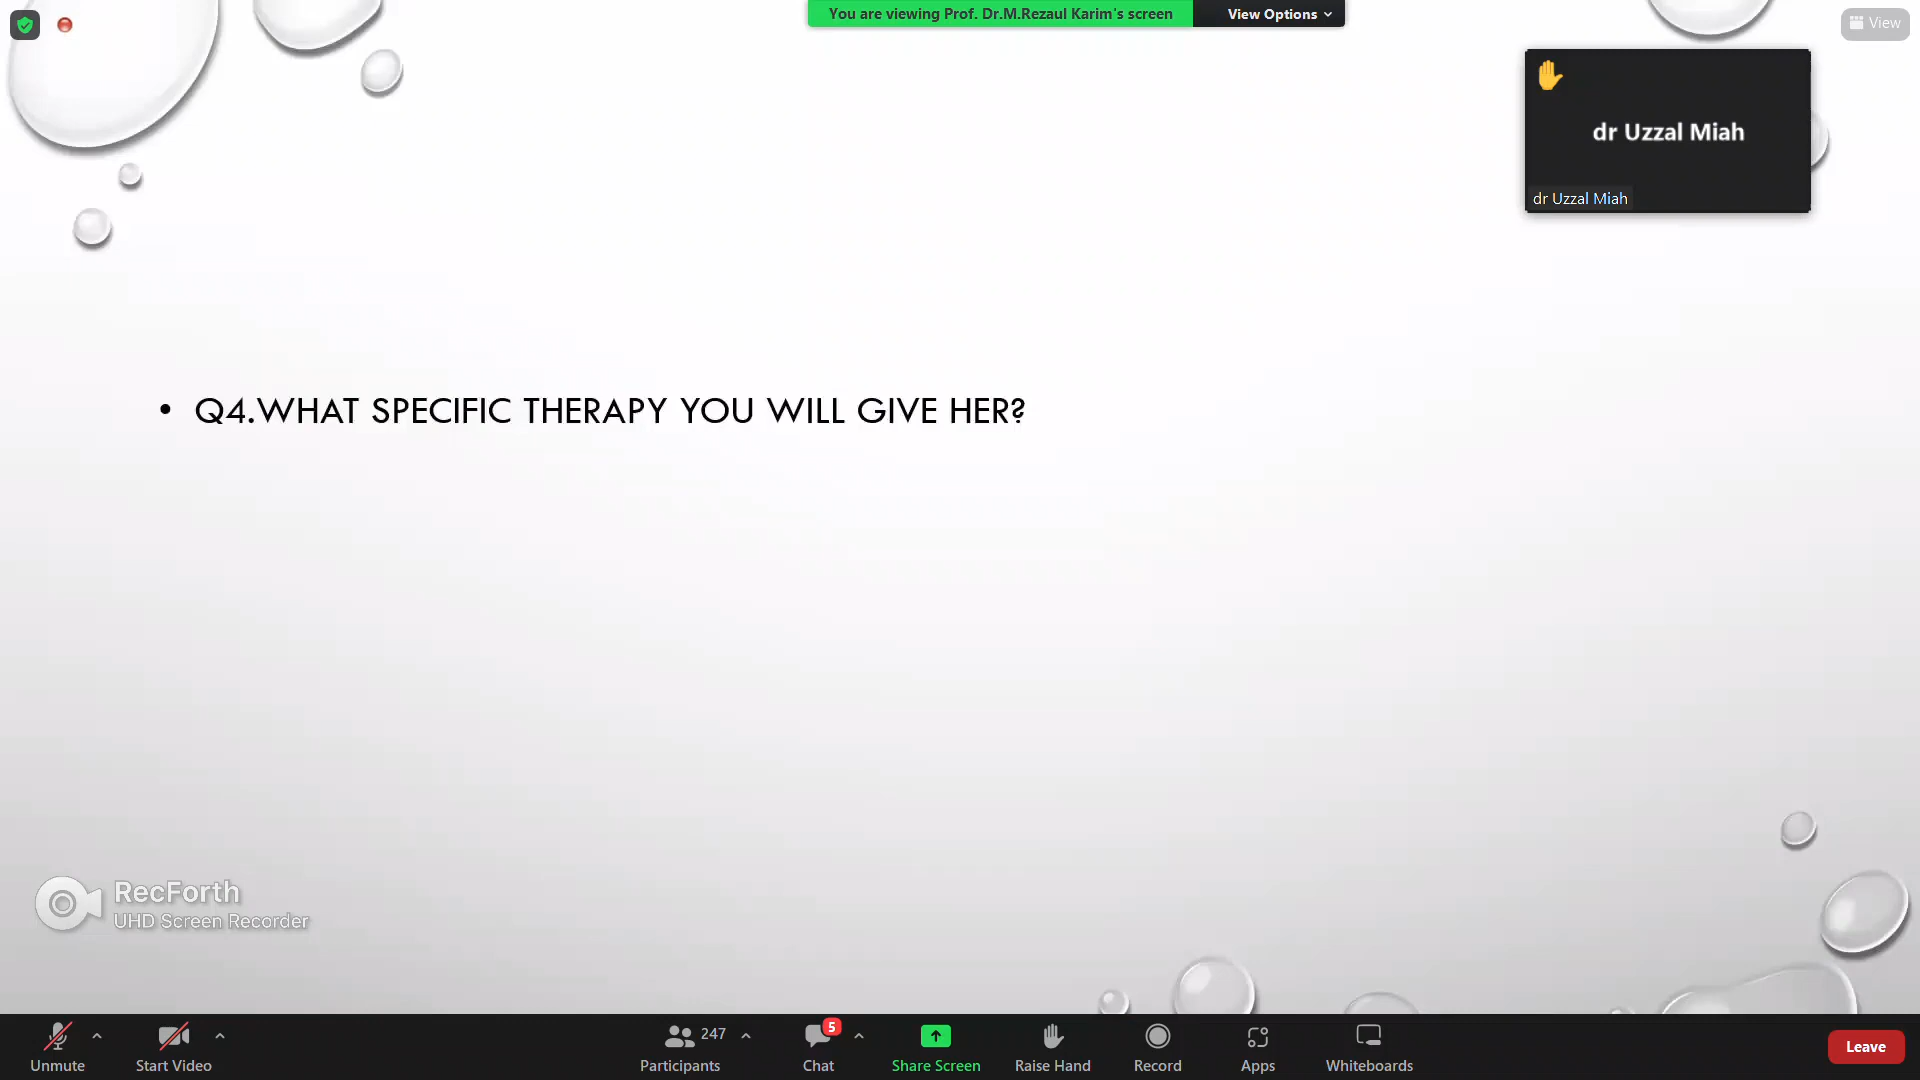 You are viewing Prof. Dr.M.Rezaul Karim's screen
View Options
View
dr Uzzal Miah
dr Uzzal Miah
• Q4.WHAT SPECIFIC THERAPY YOU WILL GIVE HER?
RecForth
UHD Screen Recorder
Unmute
Start Video
Participants 247
Chat 5
Share Screen
Raise Hand
Record
Apps
Whiteboards
Leave